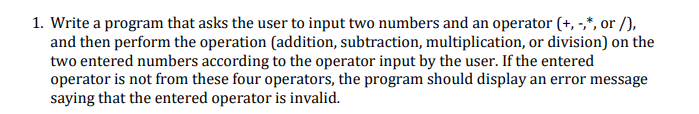 1. Write a program that asks the user to input two numbers and an operator (+, -,*, or /),
and then perform the operation (addition, subtraction, multiplication, or division) on the
two entered numbers according to the operator input by the user. If the entered
operator is not from these four operators, the program should display an error message
saying that the entered operator is invalid.